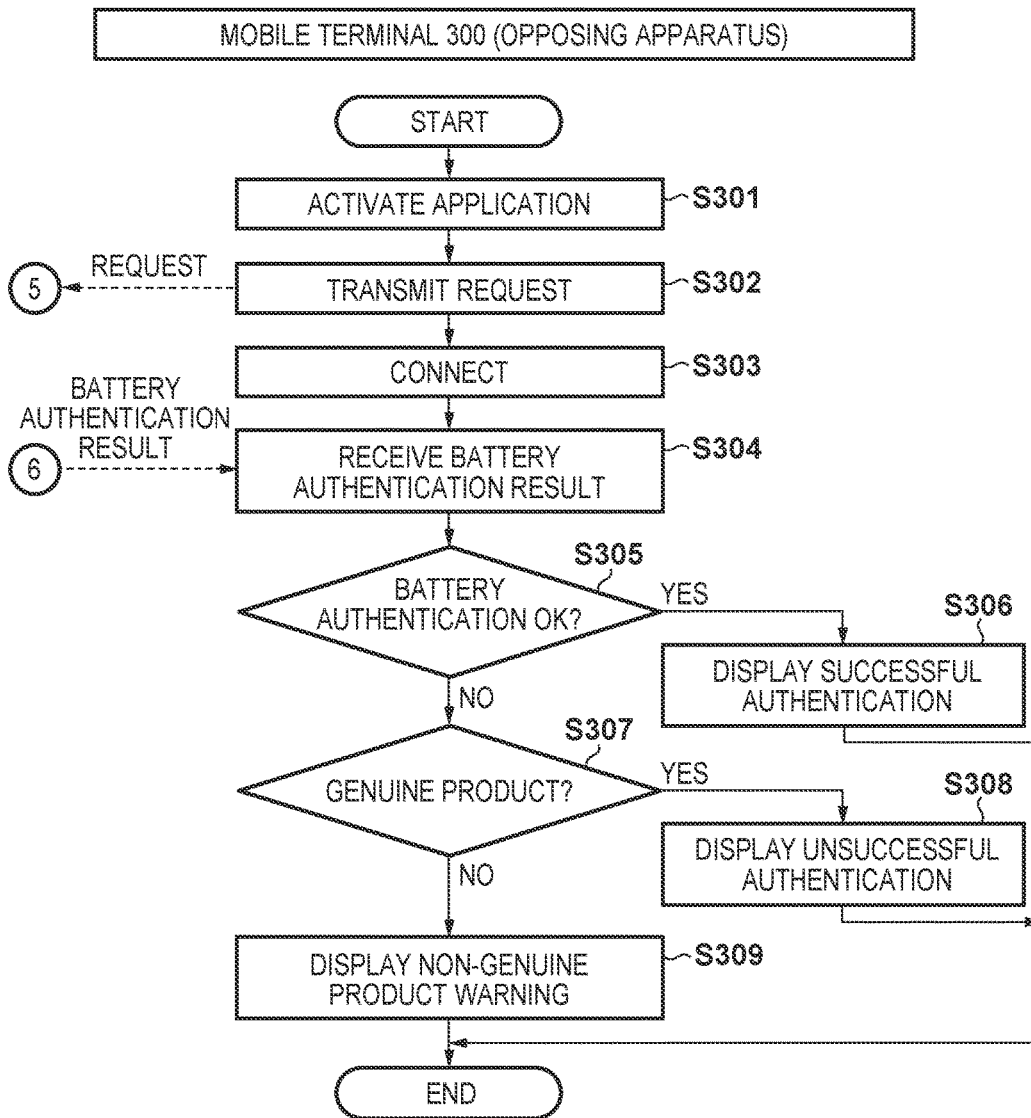 MOBILE TERMINAL 300 (OPPOSING APPARATUS)
START
ACTIVATE APPLICATION
S301
REQUEST
5
TRANSMIT REQUEST
S302
CONNECT
S303
BATTERY
AUTHENTICATION
RESULT
6
RECEIVE BATTERY
AUTHENTICATION RESULT
S304
S305
BATTERY
AUTHENTICATION OK?
YES
NO
S306
DISPLAY SUCCESSFUL
AUTHENTICATION
S307
GENUINE PRODUCT?
YES
NO
S308
DISPLAY UNSUCCESSFUL
AUTHENTICATION
DISPLAY NON-GENUINE
PRODUCT WARNING
S309
END